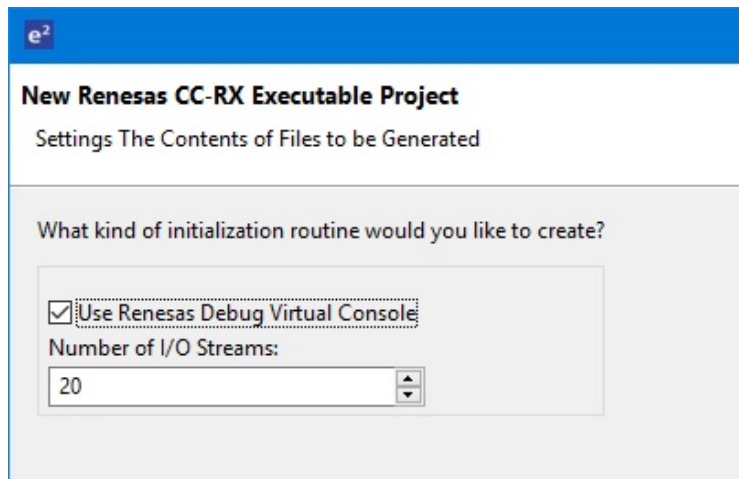 e²
New Renesas CC-RX Executable Project
Settings The Contents of Files to be Generated
What kind of initialization routine would you like to create?
Use Renesas Debug Virtual Console
Number of I/O Streams:
20